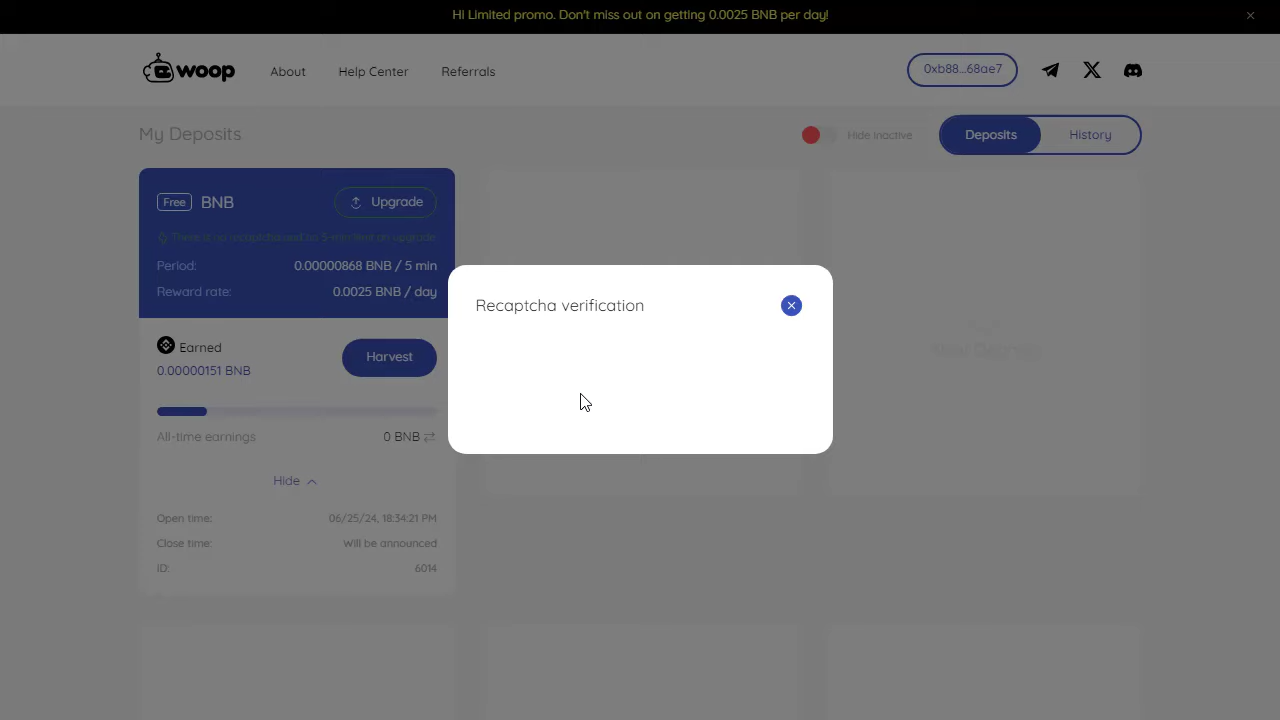 Hi Limited promo. Don't miss out on getting 0.0025 BNB per day!
woop
About
Help Center
Referrals
0xb88...68ae7
My Deposits
Hide inactive
Deposits
History
Free BNB
Upgrade
Period: 0.00000868 BNB / 5 min
Reward rate: 0.0025 BNB / day
Recaptcha verification
Earned
0.00000151 BNB
Harvest
All-time earnings 0 BNB
Hide
Open time: 06/25/24, 18:34:21 PM
Close time: Will be announced
ID: 6014